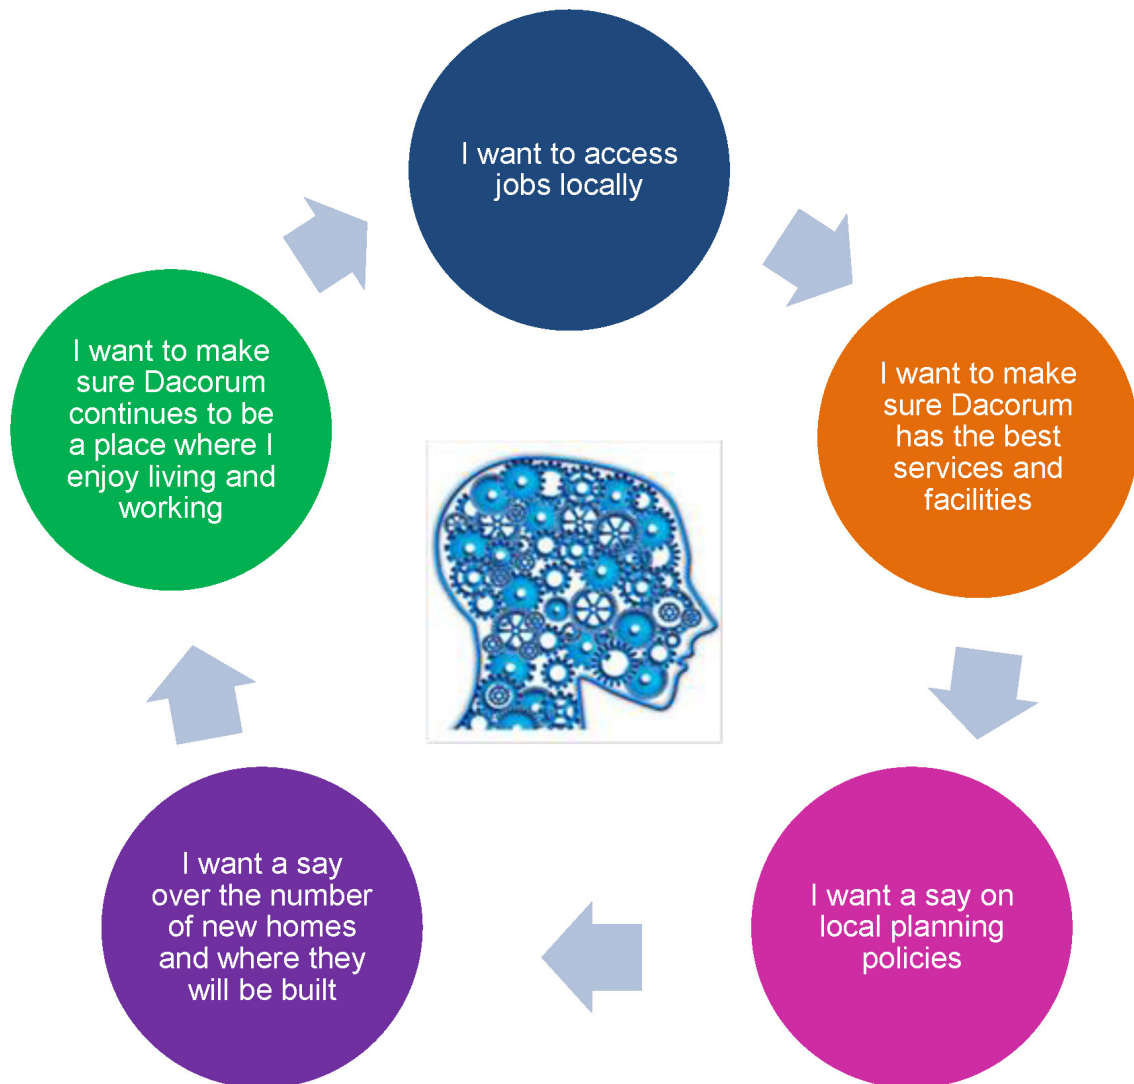 I want to access
jobs locally
I want to make
sure Dacorum
has the best
services and
facilities
I want a say on
local planning
policies
I want a say
over the number
of new homes
and where they
will be built
I want to make
sure Dacorum
continues to be
a place where I
enjoy living and
working